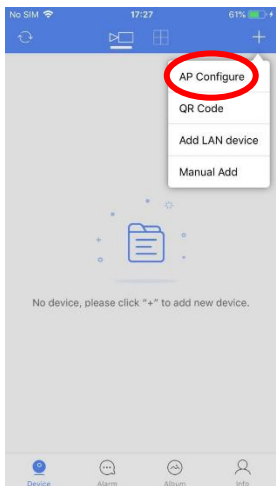 No SIM 17:27 61%
AP Configure
QR Code
Add LAN device
Manual Add
No device, please click "+" to add new device.
Device Alarm Album Info